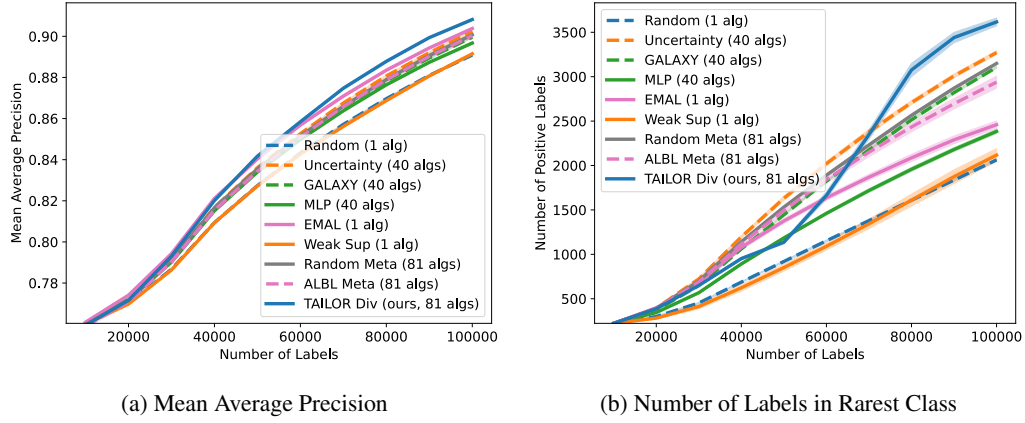 0.90
0.88
0.86
0.84
0.82
0.80
0.78
Mean Average Precision
Random (1 alg)
Uncertainty (40 algs)
GALAXY (40 algs)
MLP (40 algs)
EMAL (1 alg)
Weak Sup (1 alg)
Random Meta (81 algs)
ALBL Meta (81 algs)
TAILOR Div (ours, 81 algs)
20000 40000 60000 80000 100000
Number of Labels
(a) Mean Average Precision
3500
3000
2500
2000
1500
1000
500
Number of Positive Labels
Random (1 alg)
Uncertainty (40 algs)
GALAXY (40 algs)
MLP (40 algs)
EMAL (1 alg)
Weak Sup (1 alg)
Random Meta (81 algs)
ALBL Meta (81 algs)
TAILOR Div (ours, 81 algs)
20000 40000 60000 80000 100000
Number of Labels
(b) Number of Labels in Rarest Class